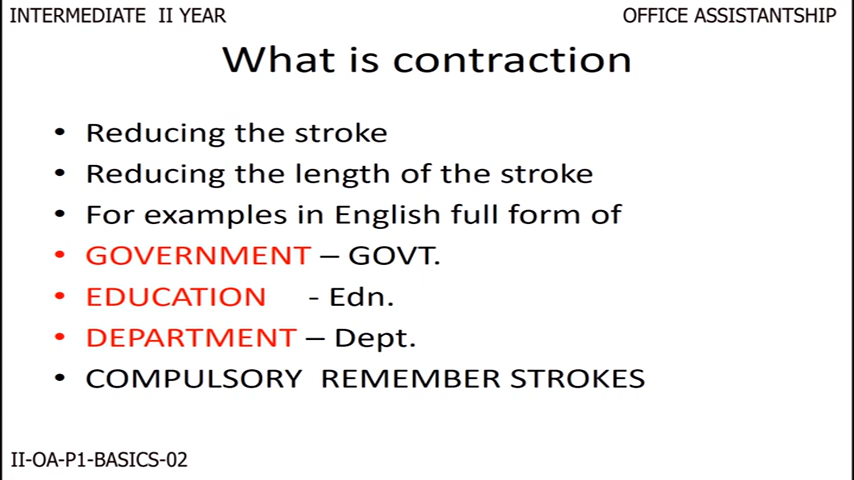 INTERMEDIATE II YEAR
OFFICE ASSISTANTSHIP
What is contraction
• Reducing the stroke
• Reducing the length of the stroke
• For examples in English full form of
• GOVERNMENT – GOVT.
• EDUCATION - Edn.
• DEPARTMENT – Dept.
• COMPULSORY REMEMBER STROKES
II-OA-P1-BASICS-02